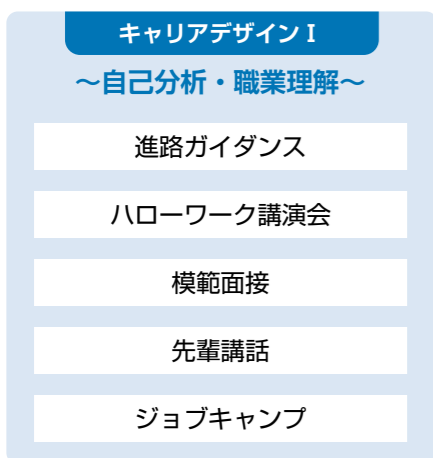 キャリアデザイン I
～自己分析・職業理解～
進路ガイダンス
ハローワーク講演会
模範面接
先輩講話
ジョブキャンプ